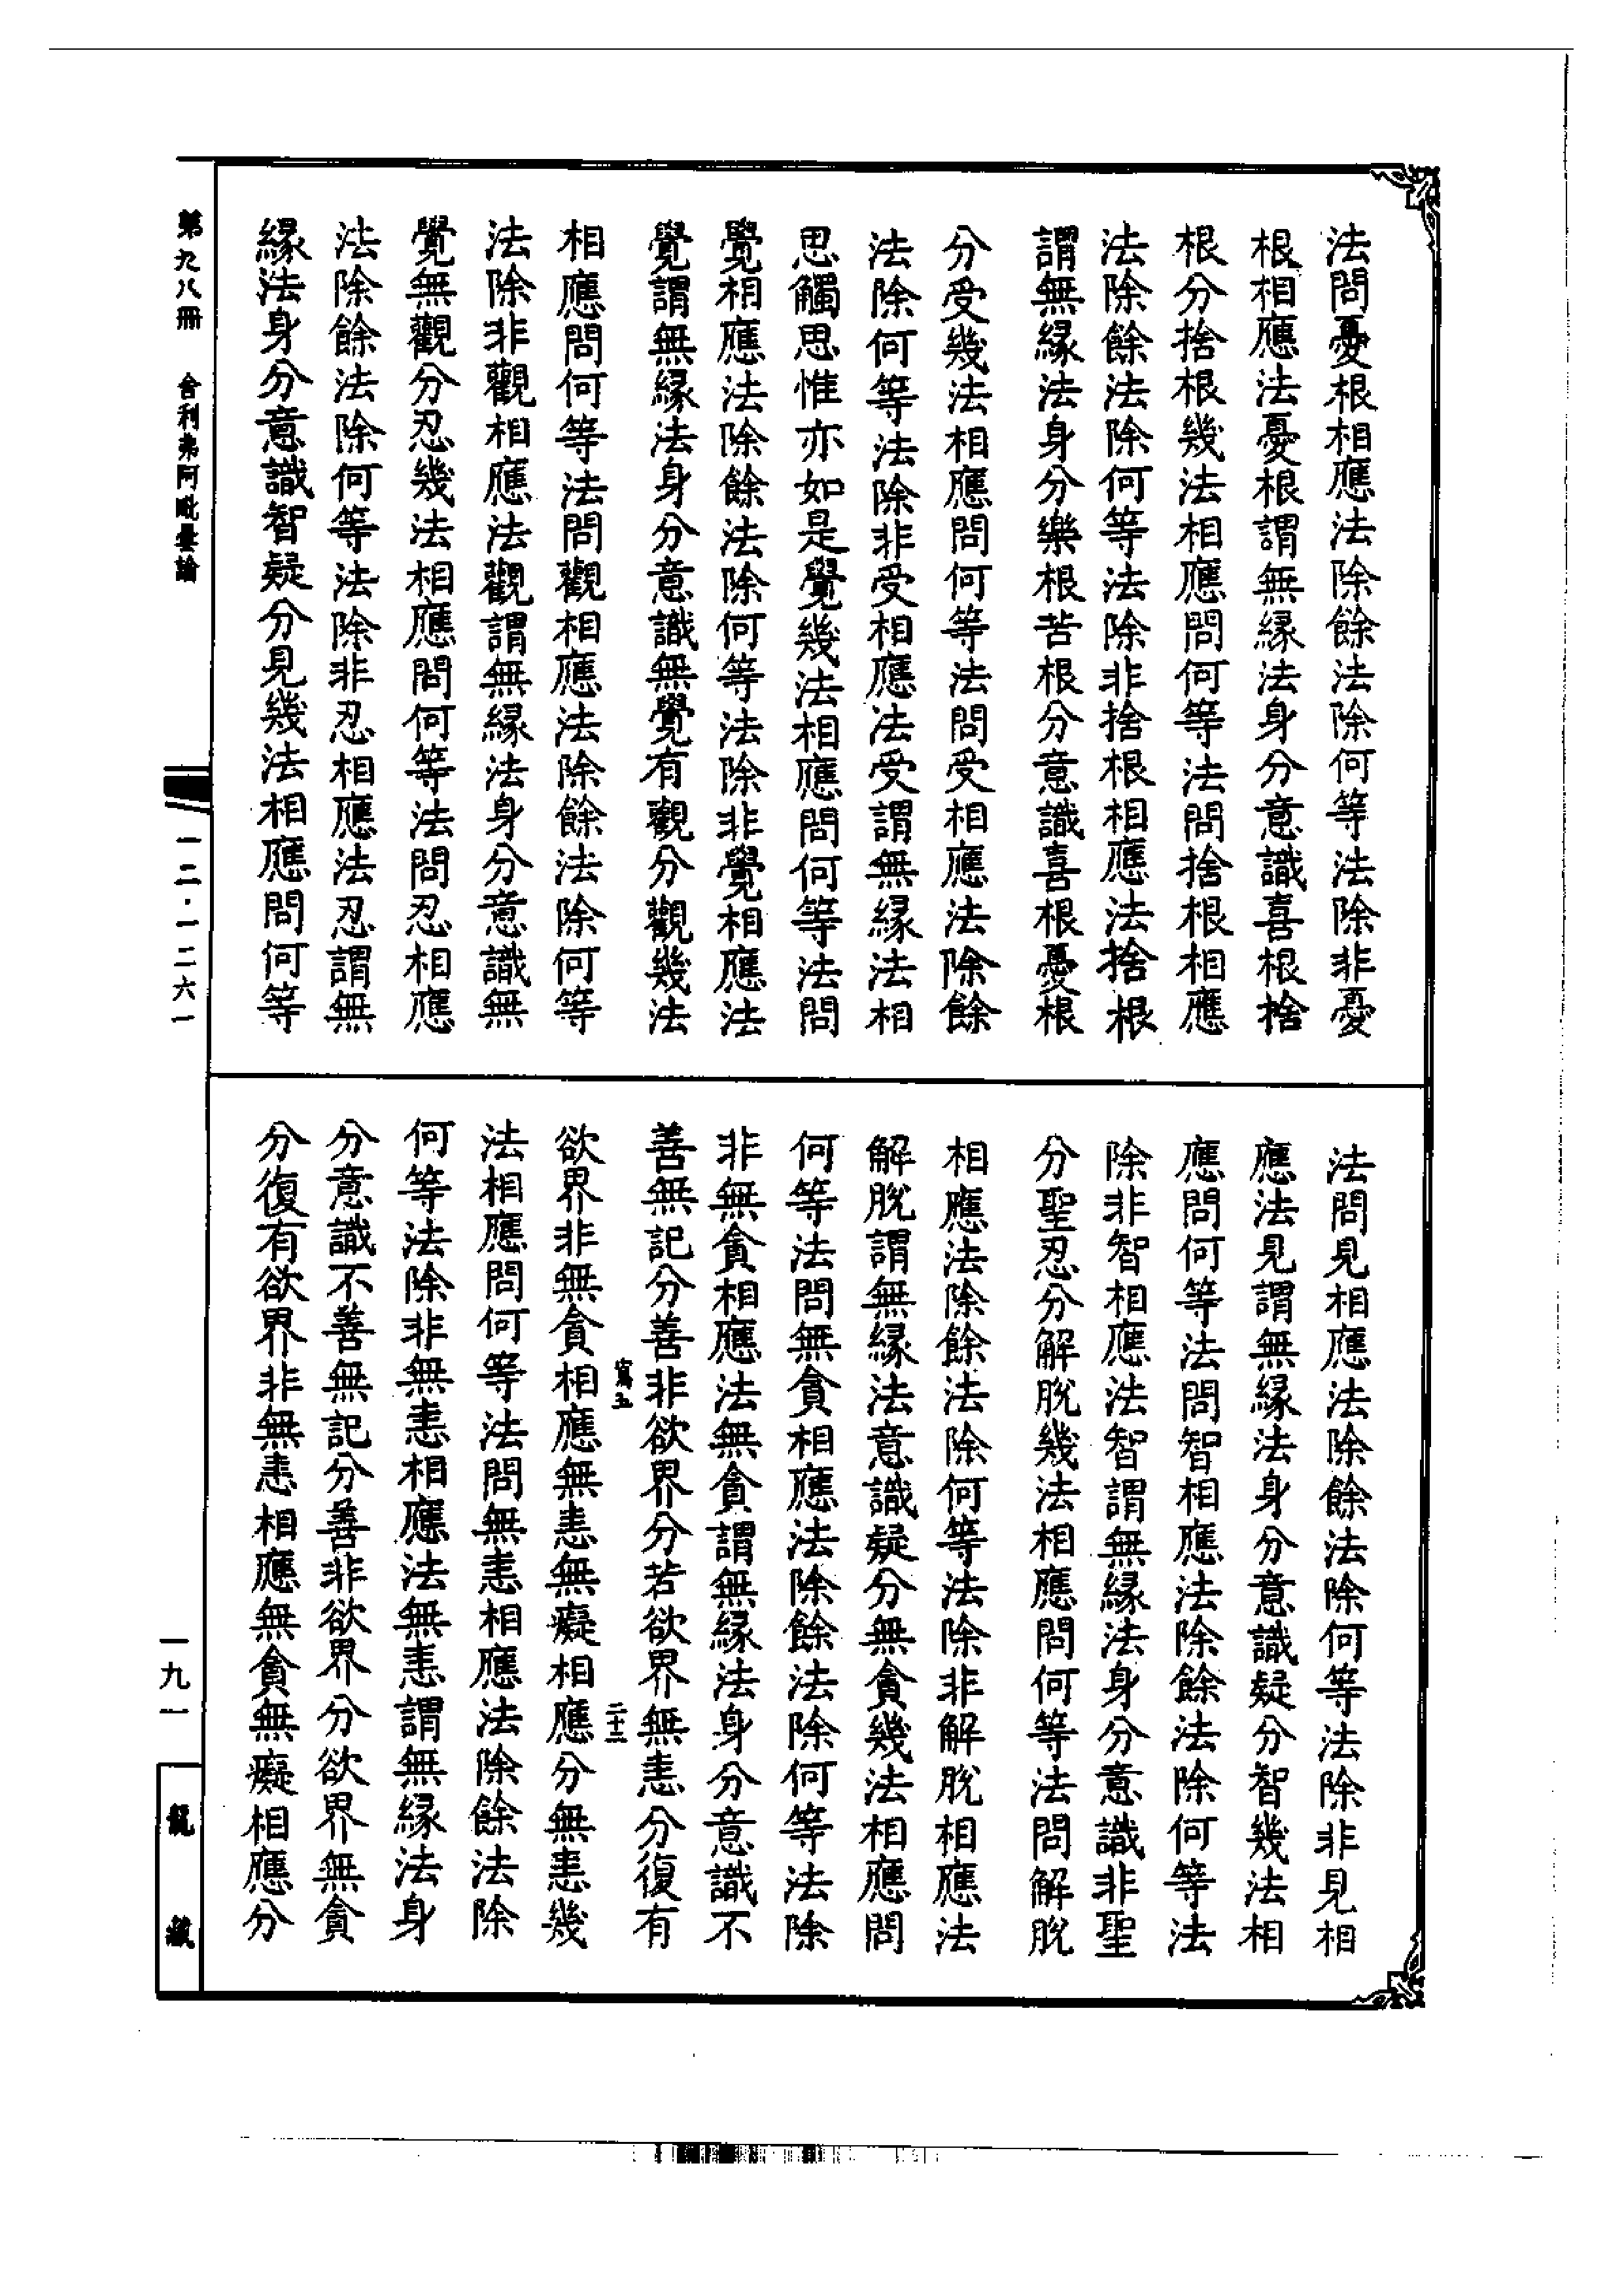 法問憂根相應法除餘法除何等法除非憂
根相應法憂根謂無緣法身分意識喜根捨
根分捨根幾法相應問何等法問捨根相應
法除餘法除何等法除非捨根相應法捨根
謂無緣法身分樂根苦根分意識喜根憂根
分受幾法相應問何等法問受相應法除餘
法除何等法除非受相應法受謂無緣法相
思觸思惟亦如是覺幾法相應問何等法問
覺相應法除餘法除何等法除非覺相應法
覺謂無緣法身分意識無覺有觀分觀幾法
相應問何等法問觀相應法除餘法除何等
法除非觀相應法觀謂無緣法身分意識無
覺無觀分忍幾法相應問何等法問忍相應
法除餘法除何等法除非忍相應法忍謂無
緣法身分意識智疑分見幾法相應問何等
法問見相應法除餘法除何等法除非見相
應法見謂無緣法身分意識疑分智幾法相
應問何等法問智相應法除餘法除何等法
除非智相應法智謂無緣法身分意識非聖
分聖忍分解脫幾法相應問何等法問解脫
相應法除餘法除何等法除非解脫相應法
解脫謂無緣法意識疑分無貪幾法相應問
何等法問無貪相應法除餘法除何等法除
非無貪相應法無貪謂無緣法身分意識不
善無記分善非欲界分若欲界無恚分復有
欲界非無貪相應無恚無癡相應分無恚幾
法相應問何等法問無恚相應法除餘法除
何等法除非無恚相應法無恚謂無緣法身
分意識不善無記分善非欲界分欲界無貪
分復有欲界非無恚相應無貪無癡相應分
二十三
第九八冊 舍利弗阿毗曇論
一二·一二六一
一九一
龍藏